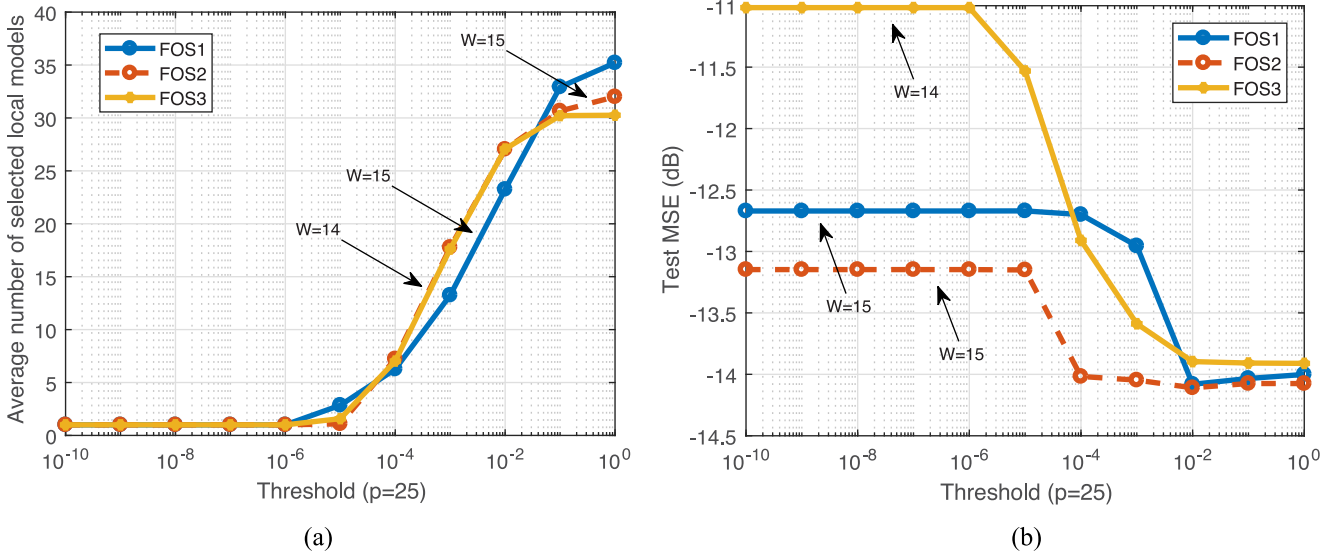 Average number of selected local models
40
35
30
25
20
15
10
5
0
FOS1
FOS2
FOS3
W=15
W=15
W=14
10^-10
10^-8
10^-6
10^-4
10^-2
10^0
Threshold (p=25)
(a)
Test MSE (dB)
-11
-11.5
-12
-12.5
-13
-13.5
-14
-14.5
FOS1
FOS2
FOS3
W=14
W=15
W=15
10^-10
10^-8
10^-6
10^-4
10^-2
10^0
Threshold (p=25)
(b)